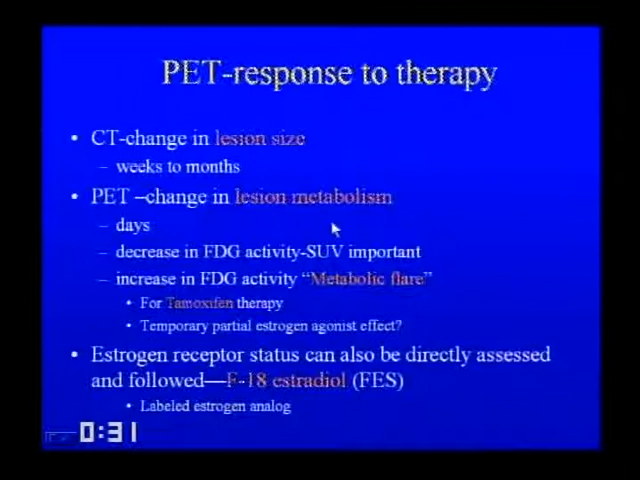 PET-response to therapy
• CT-change in lesion size
– weeks to months
• PET –change in lesion metabolism
– days
– decrease in FDG activity-SUV important
– increase in FDG activity “Metabolic flare”
• For Tamoxifen therapy
• Temporary partial estrogen agonist effect?
• Estrogen receptor status can also be directly assessed
and followed—F-18 estradiol (FES)
• Labeled estrogen analog
0:31